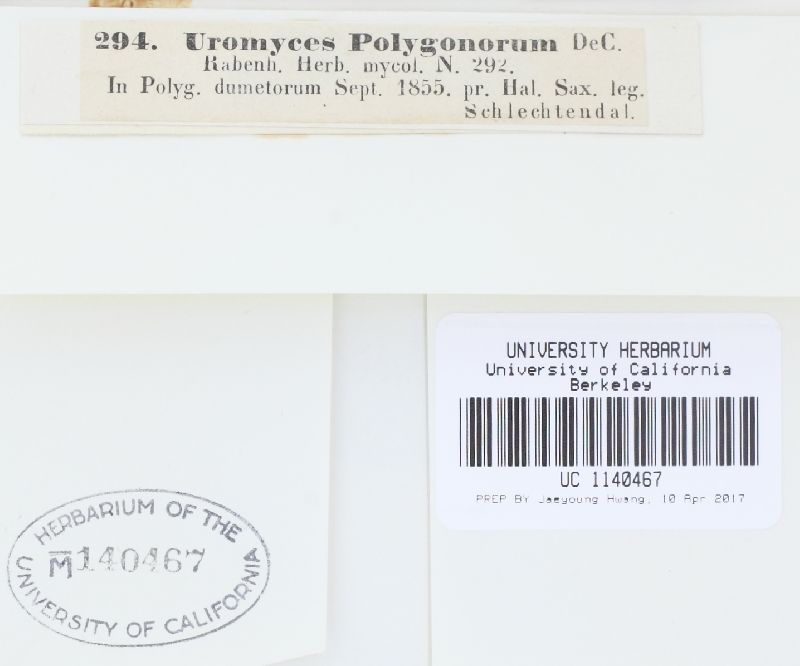 294. Uromyces Polygonorum DeC.
Rabenh. Herb. mycol. N. 292.
In Polyg. dumetorum Sept. 1855. pr. Hal. Sax. leg.
Schlechtendal.
UNIVERSITY HERBARIUM
University of California
Berkeley
UC 1140467
PREP BY Jaeyoung Hwang, 10 Apr 2017
HERBARIUM OF THE
M̅140467
UNIVERSITY OF CALIFORNIA